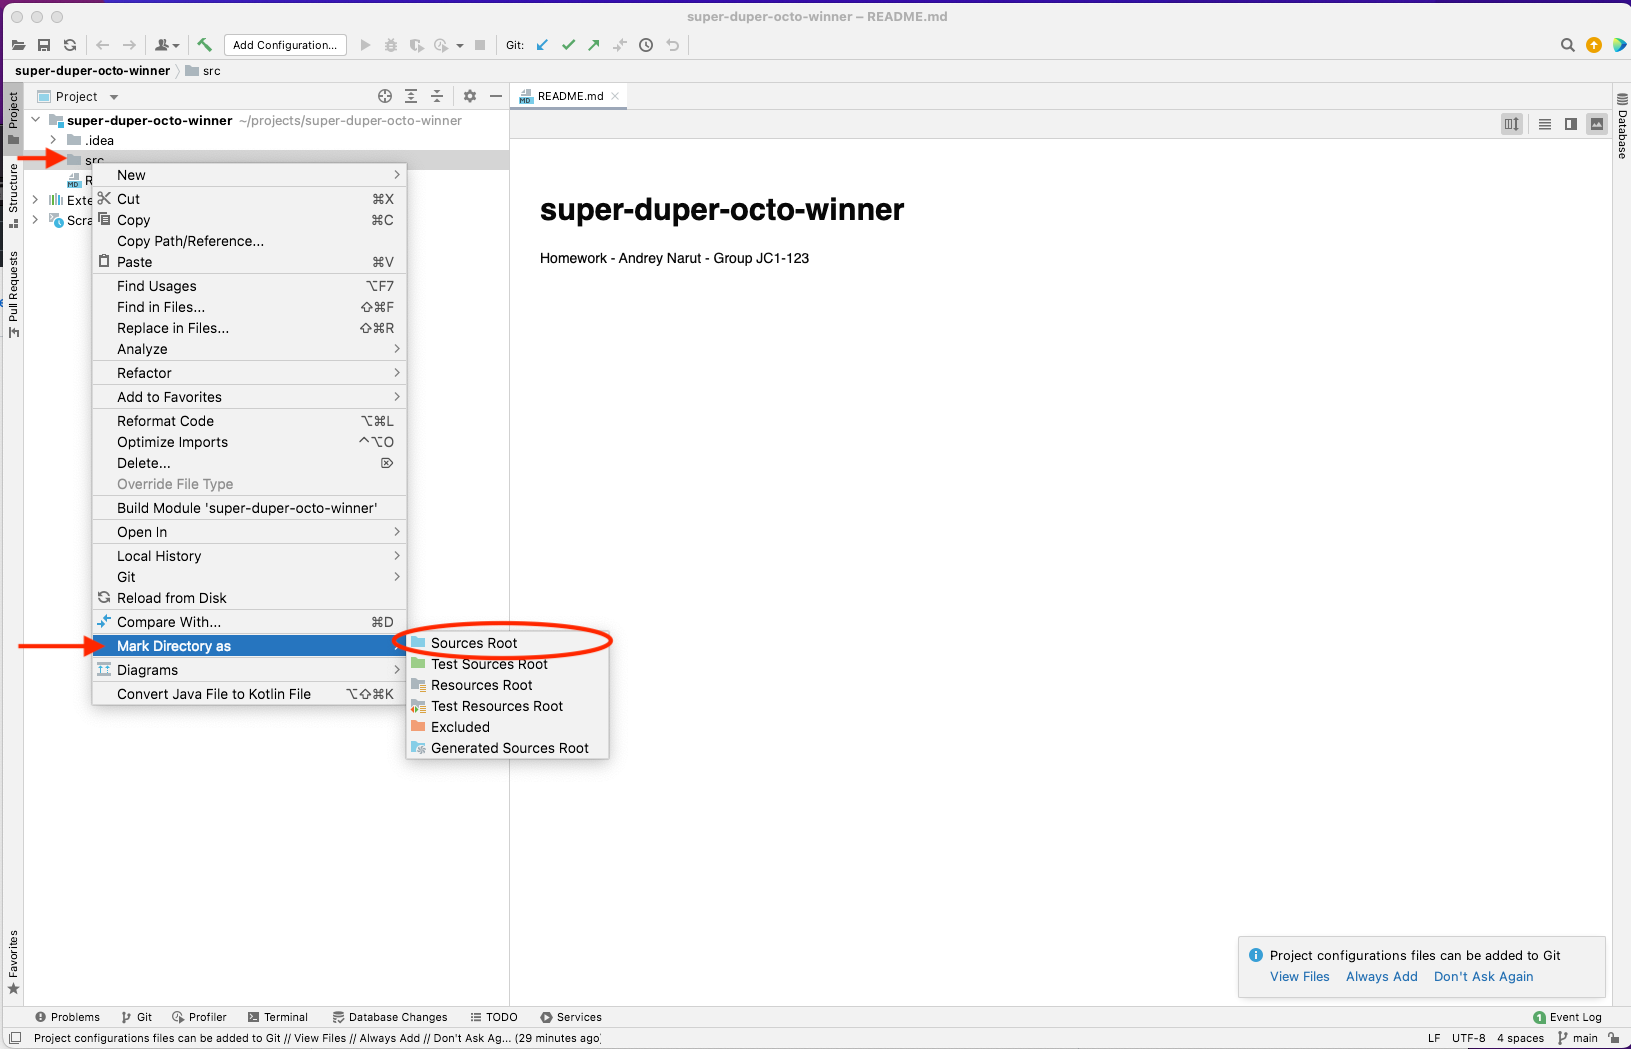 super-duper-octo-winner – README.md
Add Configuration... Git:
super-duper-octo-winner src
Project
Project
README.md
super-duper-octo-winner ~/projects/super-duper-octo-winner
.idea
src
Structure
Pull Requests
Favorites
Database
New
Cut ⌘X
Copy ⌘C
Copy Path/Reference...
Paste ⌘V
Find Usages ⌥F7
Find in Files... ⇧⌘F
Replace in Files... ⇧⌘R
Analyze
Refactor
Add to Favorites
Reformat Code ⌥⌘L
Optimize Imports ^⌥O
Delete... ⌦
Override File Type
Build Module 'super-duper-octo-winner'
Open In
Local History
Git
Reload from Disk
Compare With... ⌘D
Mark Directory as
Diagrams
Convert Java File to Kotlin File ⌥⇧⌘K
Sources Root
Test Sources Root
Resources Root
Test Resources Root
Excluded
Generated Sources Root
super-duper-octo-winner
Homework - Andrey Narut - Group JC1-123
Project configurations files can be added to Git
View Files Always Add Don't Ask Again
Problems Git Profiler Terminal Database Changes TODO Services 1 Event Log
Project configurations files can be added to Git // View Files // Always Add // Don't Ask Ag... (29 minutes ago) LF UTF-8 4 spaces main